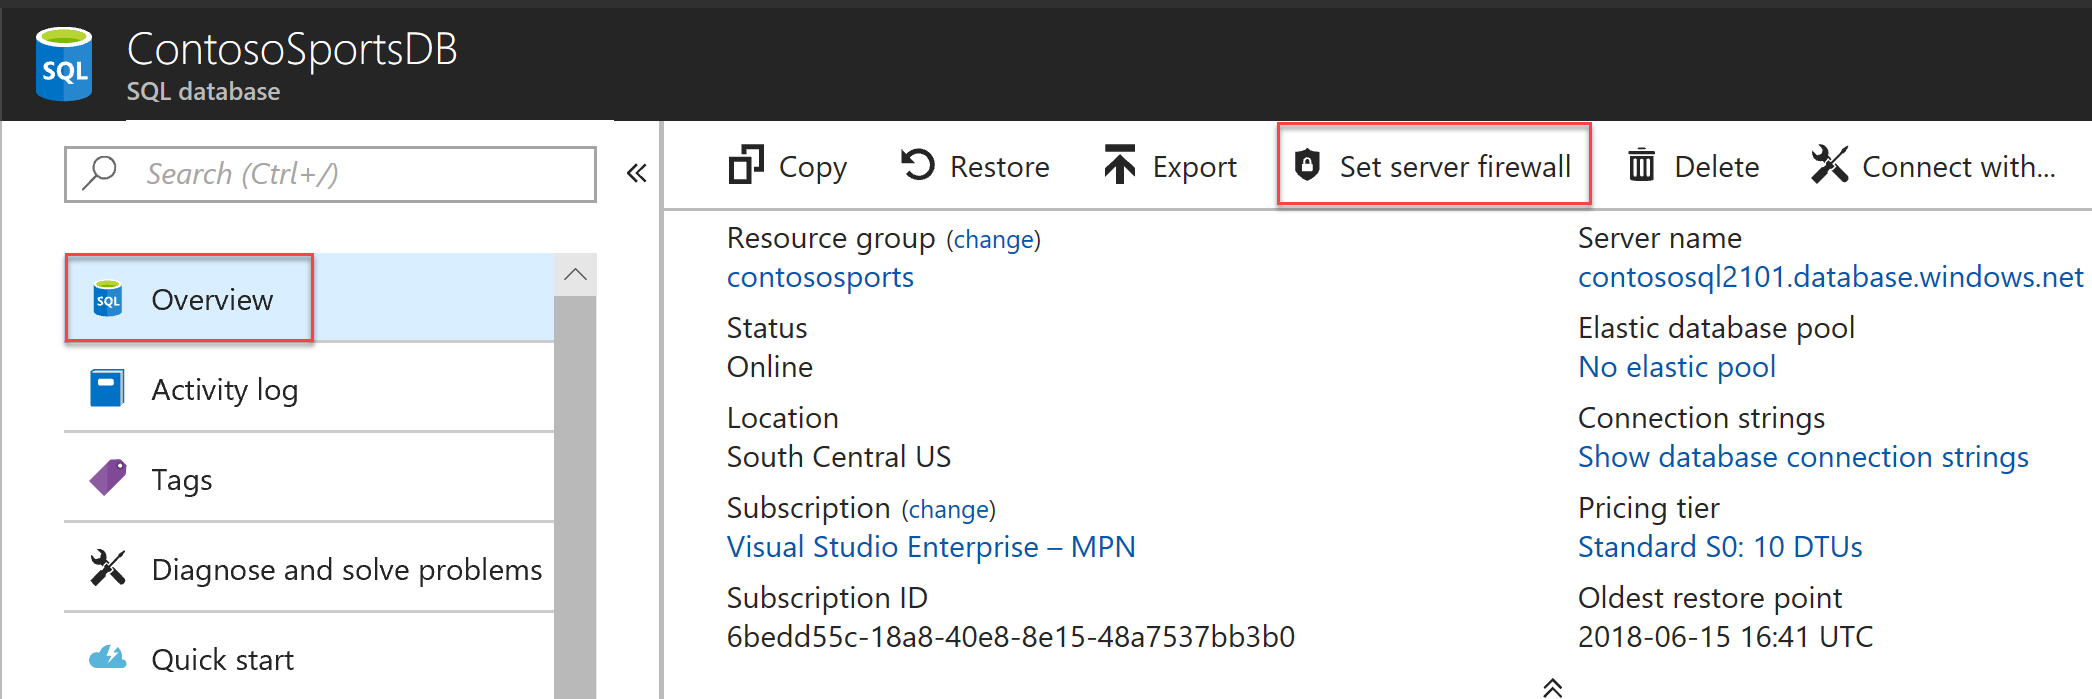 SQL
ContosoSportsDB
SQL database
Search (Ctrl+/)
«
Copy
Restore
Export
Set server firewall
Delete
Connect with...
SQL
Overview
Activity log
Tags
Diagnose and solve problems
Quick start
Resource group (change)
contososports
Status
Online
Location
South Central US
Subscription (change)
Visual Studio Enterprise – MPN
Subscription ID
6bedd55c-18a8-40e8-8e15-48a7537bb3b0
Server name
contososql2101.database.windows.net
Elastic database pool
No elastic pool
Connection strings
Show database connection strings
Pricing tier
Standard S0: 10 DTUs
Oldest restore point
2018-06-15 16:41 UTC